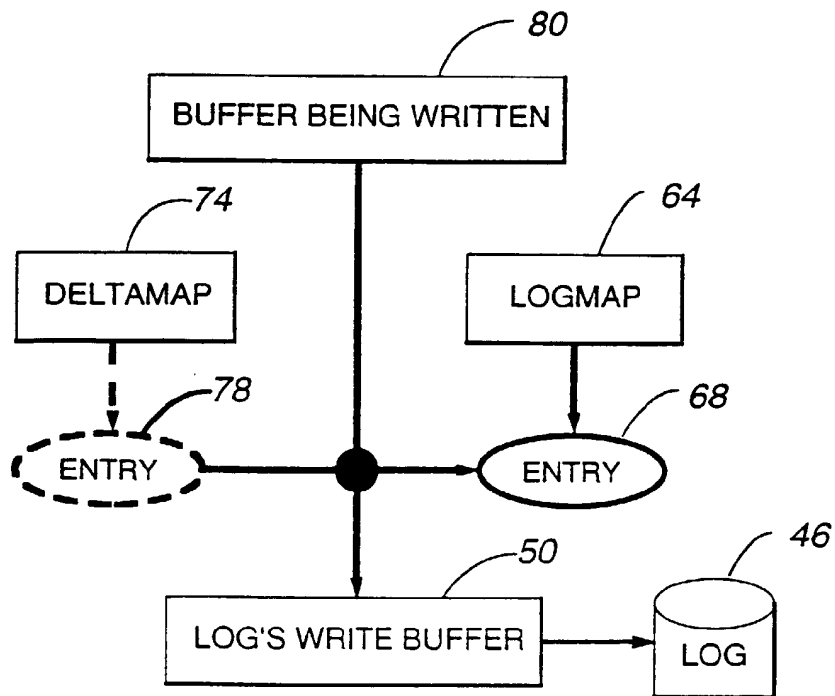 80
BUFFER BEING WRITTEN
74
64
DELTAMAP
LOGMAP
78
68
ENTRY
ENTRY
50
46
LOG'S WRITE BUFFER
LOG